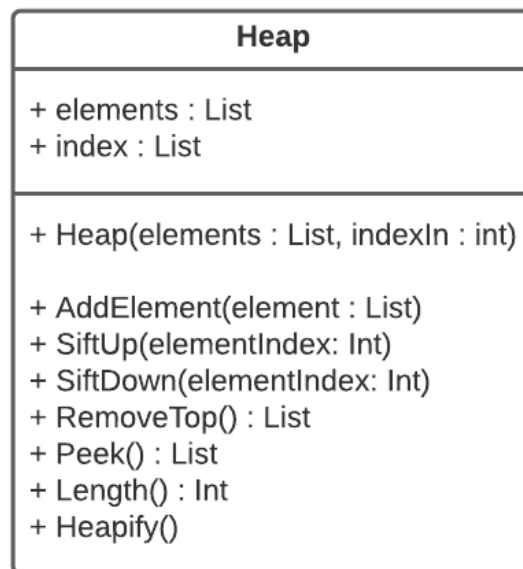 Heap
+ elements : List
+ index : List
+ Heap(elements : List, indexIn : int)
+ AddElement(element : List)
+ SiftUp(elementIndex: Int)
+ SiftDown(elementIndex: Int)
+ RemoveTop() : List
+ Peek() : List
+ Length() : Int
+ Heapify()